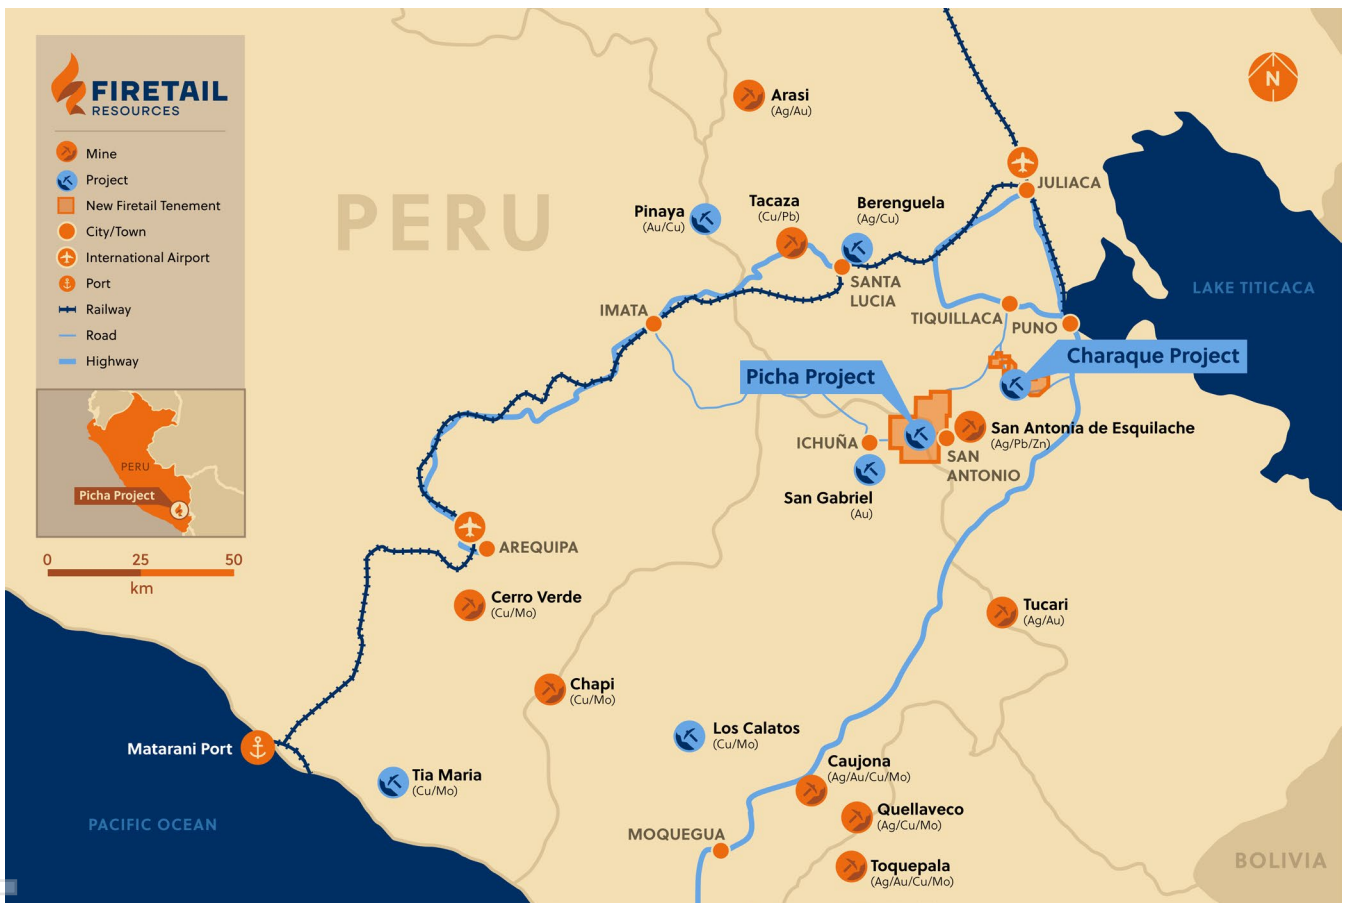 FIRETAIL
RESOURCES
Mine
Project
New Firetail Tenement
City/Town
International Airport
Port
Railway
Road
Highway
PERU
Picha Project
0 25 50
km
PERU
N
Arasi
(Ag/Au)
JULIACA
Pinaya
(Au/Cu)
Tacaza
(Cu/Pb)
Berenguela
(Ag/Cu)
SANTA
LUCIA
LAKE TITICACA
IMATA
TIQUILLACA
PUNO
Charaque Project
Picha Project
San Antonia de Esquilache
(Ag/Pb/Zn)
ICHUÑA
SAN
ANTONIO
San Gabriel
(Au)
AREQUIPA
Cerro Verde
(Cu/Mo)
Tucari
(Ag/Au)
Chapi
(Cu/Mo)
Los Calatos
(Cu/Mo)
Matarani Port
Tia Maria
(Cu/Mo)
Caujona
(Ag/Au/Cu/Mo)
Quellaveco
(Ag/Cu/Mo)
PACIFIC OCEAN
MOQUEGUA
Toquepala
(Ag/Au/Cu/Mo)
BOLIVIA